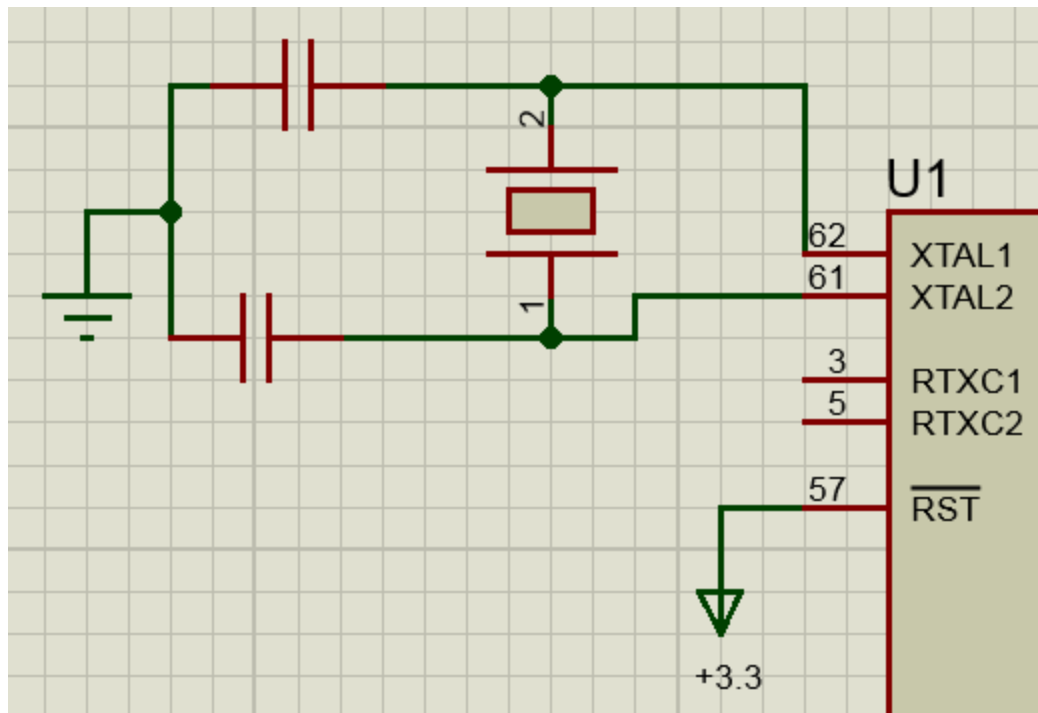 2
U1
62
XTAL1
61
XTAL2
1
3
RTXC1
5
RTXC2
57
RST
+3.3